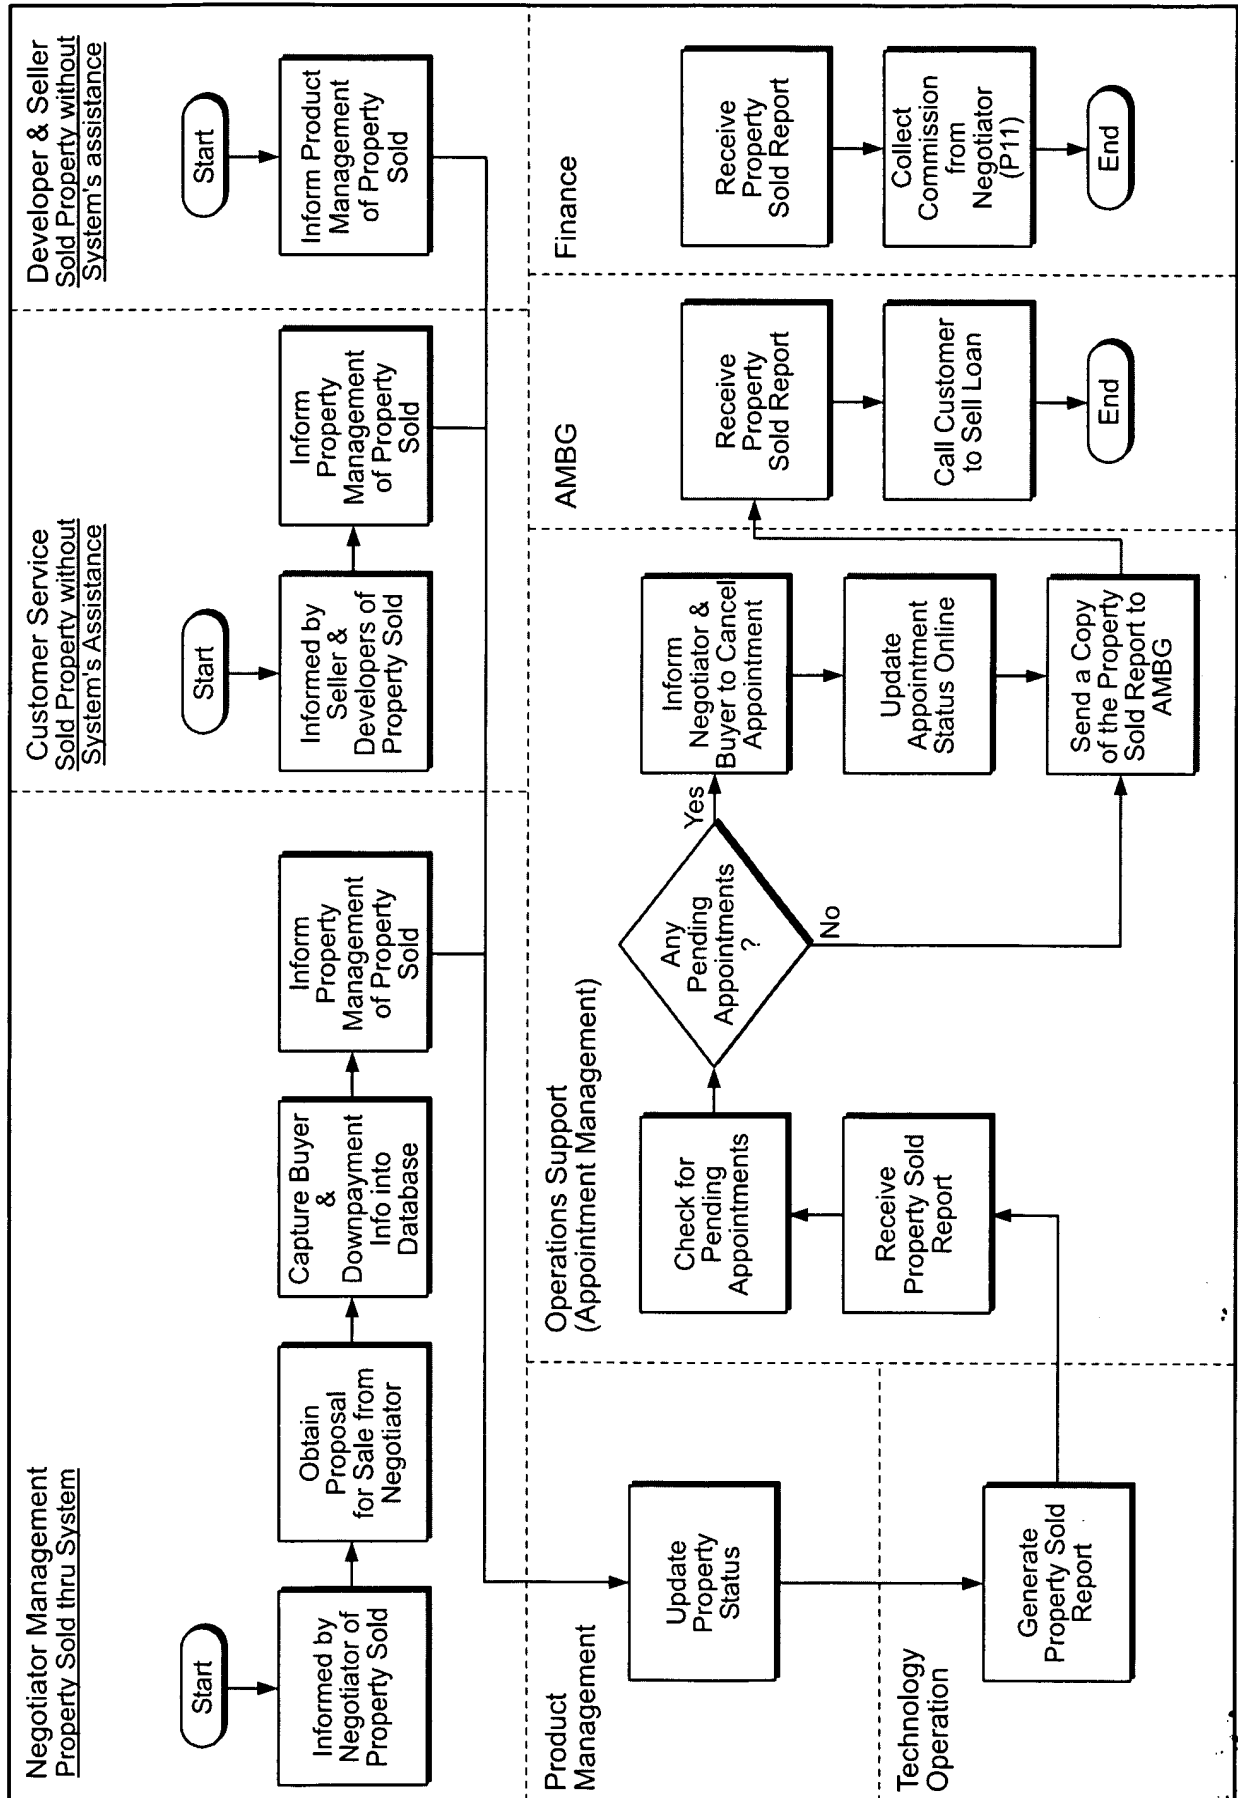 Negotiator Management
Property Sold thru System
Start
Informed by
Negotiator of
Property Sold
Obtain
Proposal
for Sale from
Negotiator
Capture Buyer
&
Downpayment
Info into
Database
Inform
Property
Management
of Property
Sold
Customer Service
Sold Property without
System's Assistance
Start
Informed by
Seller &
Developers of
Property Sold
Inform
Property
Management
of Property
Sold
Developer & Seller
Sold Property without
System's assistance
Start
Inform Product
Management
of Property
Sold
Product
Management
Update
Property
Status
Technology
Operation
Generate
Property Sold
Report
Operations Support
(Appointment Management)
Check for
Pending
Appointments
Receive
Property Sold
Report
Any
Pending
Appointments
?
Yes
No
Inform
Negotiator &
Buyer to Cancel
Appointment
Update
Appointment
Status Online
Send a Copy
of the Property
Sold Report to
AMBG
AMBG
Receive
Property
Sold Report
Call Customer
to Sell Loan
End
Finance
Receive
Property
Sold Report
Collect
Commission
from
Negotiator
(P11)
End